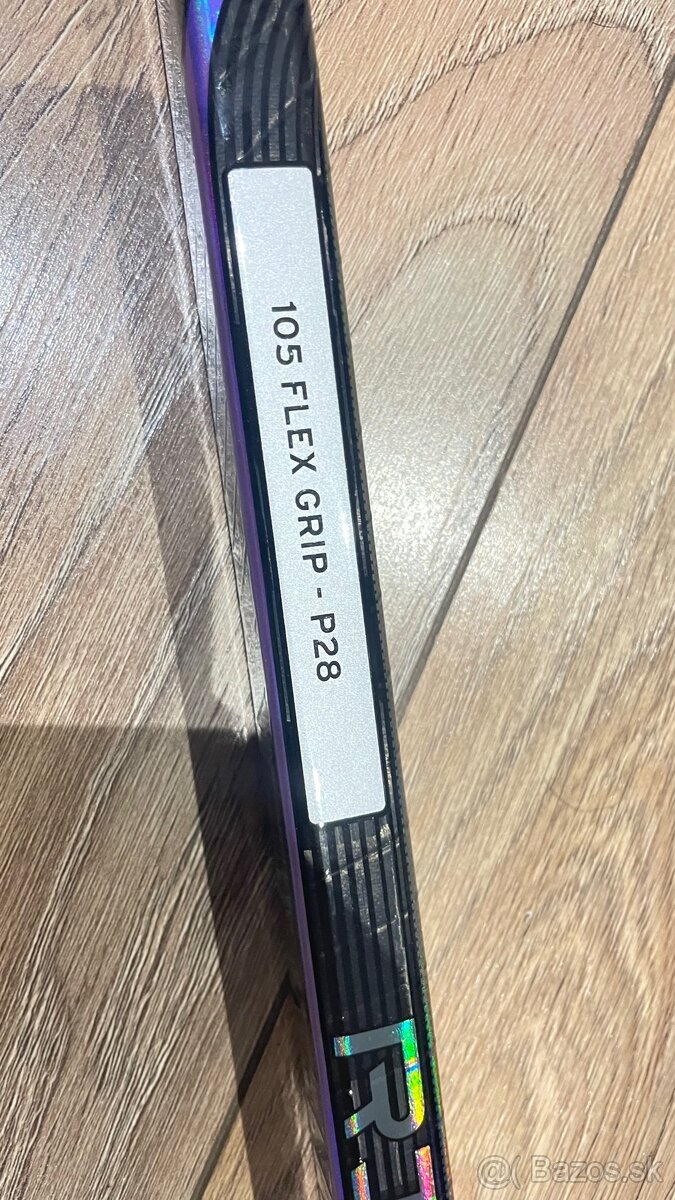 105 FLEX GRIP - P28
R
@( Bazos.sk